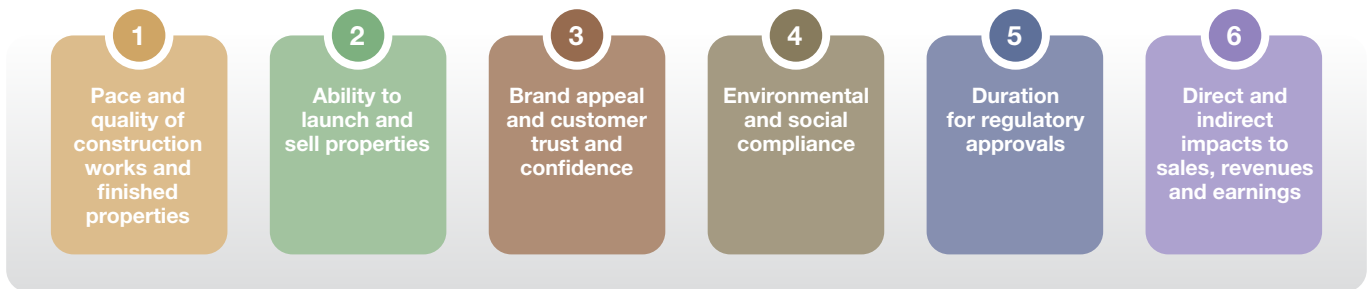 1
Pace and
quality of
construction
works and
finished
properties
2
Ability to
launch and
sell properties
3
Brand appeal
and customer
trust and
confidence
4
Environmental
and social
compliance
5
Duration
for regulatory
approvals
6
Direct and
indirect
impacts to
sales, revenues
and earnings